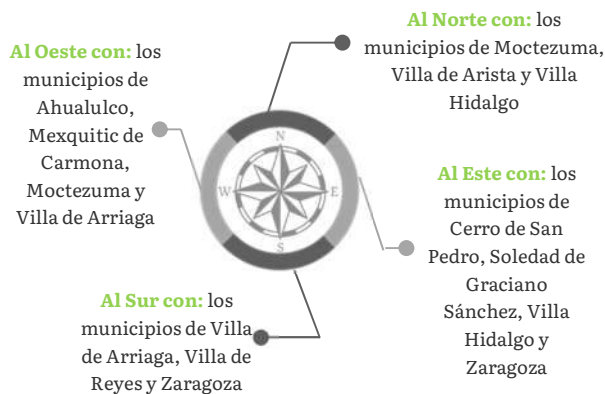 Al Norte con: los
municipios de Moctezuma,
Villa de Arista y Villa
Hidalgo
Al Oeste con: los
municipios de
Ahualulco,
Mexquitic de
Carmona,
Moctezuma y
Villa de Arriaga
N
W
E
S
Al Este con: los
municipios de
Cerro de San
Pedro, Soledad de
Graciano
Sánchez, Villa
Hidalgo y
Zaragoza
Al Sur con: los
municipios de Villa
de Arriaga, Villa de
Reyes y Zaragoza